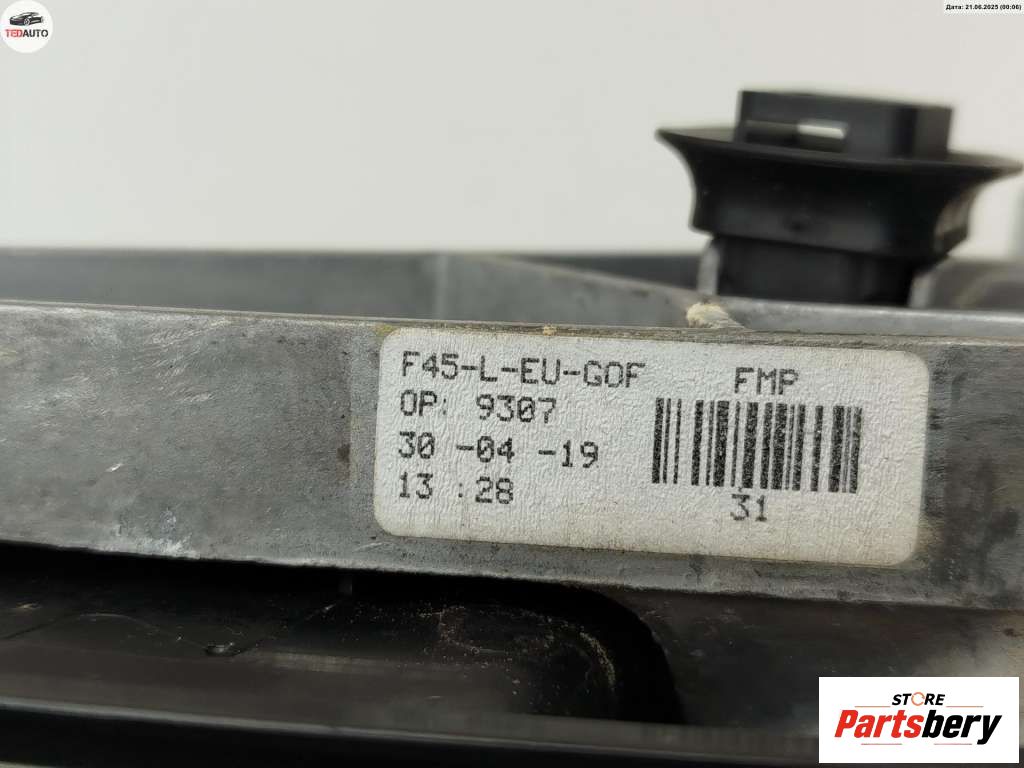 TEDAUTO
Дата: 21.06.2025 (00:06)
F45-L-EU-GOF
OP: 9307
30 -04 -19
13 :28
FMP
31
STORE
Partsbery